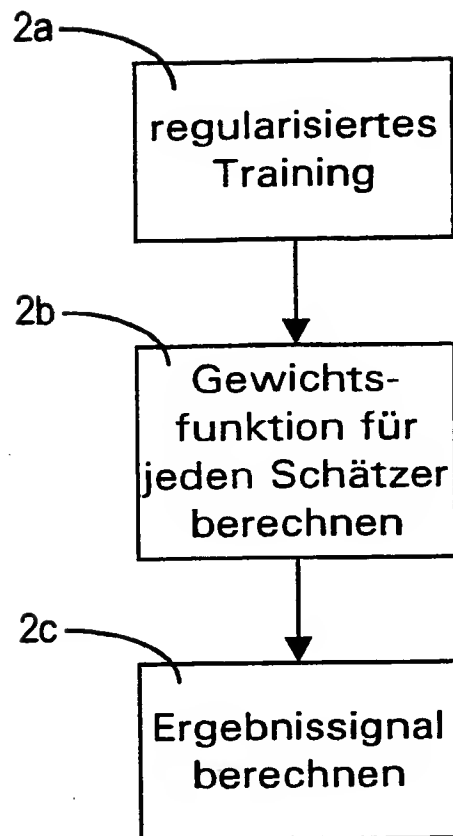 2a
regularisiertes
Training
2b
Gewichts-
funktion für
jeden Schätzer
berechnen
2c
Ergebnissignal
berechnen